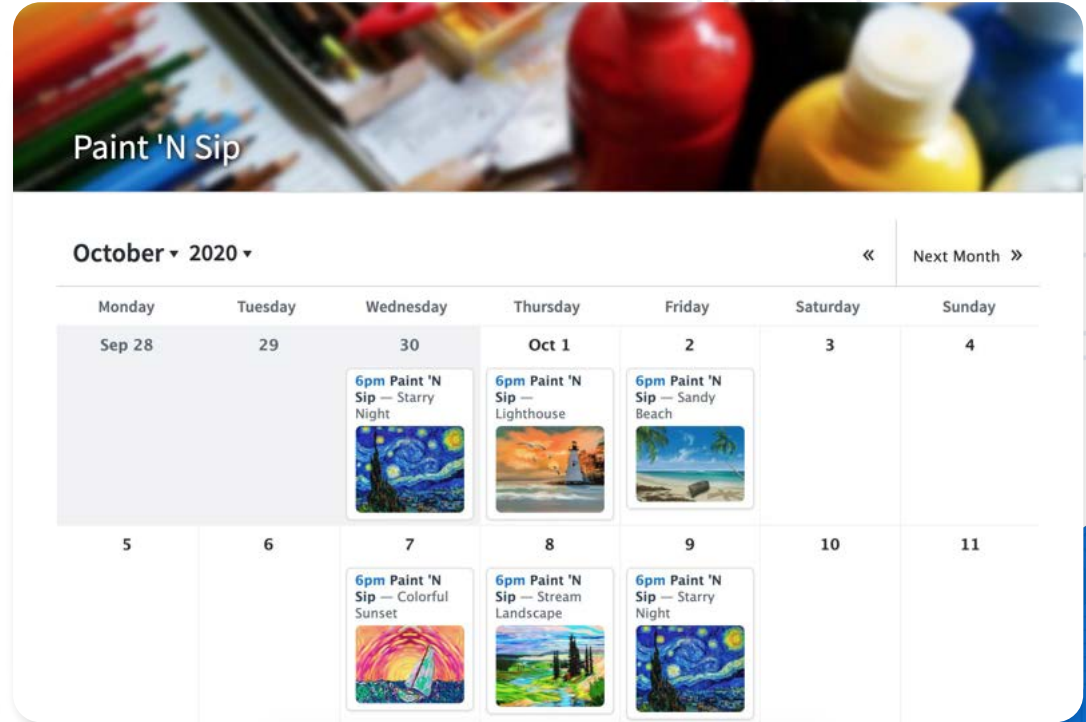 Paint 'N Sip
October ▾ 2020 ▾
« Next Month »
Monday Tuesday Wednesday Thursday Friday Saturday Sunday
Sep 28 29 30 Oct 1 2 3 4
6pm Paint 'N
Sip — Starry
Night
6pm Paint 'N
Sip —
Lighthouse
6pm Paint 'N
Sip — Sandy
Beach
5 6 7 8 9 10 11
6pm Paint 'N
Sip — Colorful
Sunset
6pm Paint 'N
Sip — Stream
Landscape
6pm Paint 'N
Sip — Starry
Night